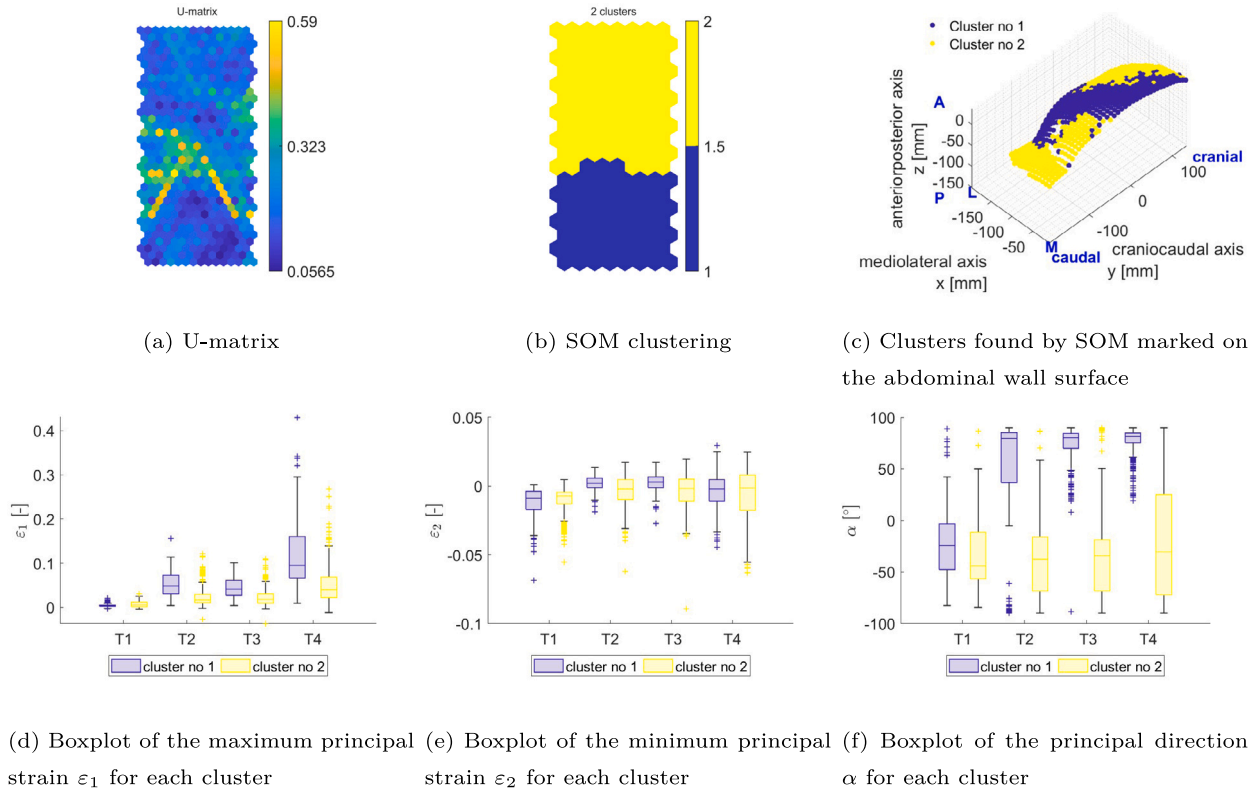 U-matrix
0.59
0.323
0.0565
(a) U-matrix
2 clusters
2
1.5
1
(b) SOM clustering
Cluster no 1
Cluster no 2
anteriorposterior axis
z [mm]
A
0
-50
-100
-150
P
L
-150
-100
-50
M
mediolateral axis
x [mm]
caudal
-100
0
100
cranial
craniocaudal axis
y [mm]
(c) Clusters found by SOM marked on
the abdominal wall surface
0.4
0.3
0.2
0.1
0
ε₁ [-]
T1 T2 T3 T4
cluster no 1 cluster no 2
(d) Boxplot of the maximum principal
strain ε₁ for each cluster
0.05
0
-0.05
-0.1
ε₂ [-]
T1 T2 T3 T4
cluster no 1 cluster no 2
(e) Boxplot of the minimum principal
strain ε₂ for each cluster
100
50
0
-50
-100
α [°]
T1 T2 T3 T4
cluster no 1 cluster no 2
(f) Boxplot of the principal direction
α for each cluster